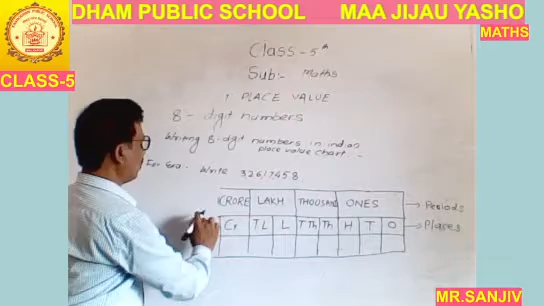 DHAM PUBLIC SCHOOL MAA JIJAU YASHO
MATHS
CLASS-5
Class-5th
Sub:- Maths
1 PLACE VALUE
8- digit numbers
Writing 8-digit numbers in indian
place value chart -
Write 32617458
CRORE LAKH THOUSAND ONES → Periods
Cr TL L TTh Th H T O → Places
MR.SANJIV